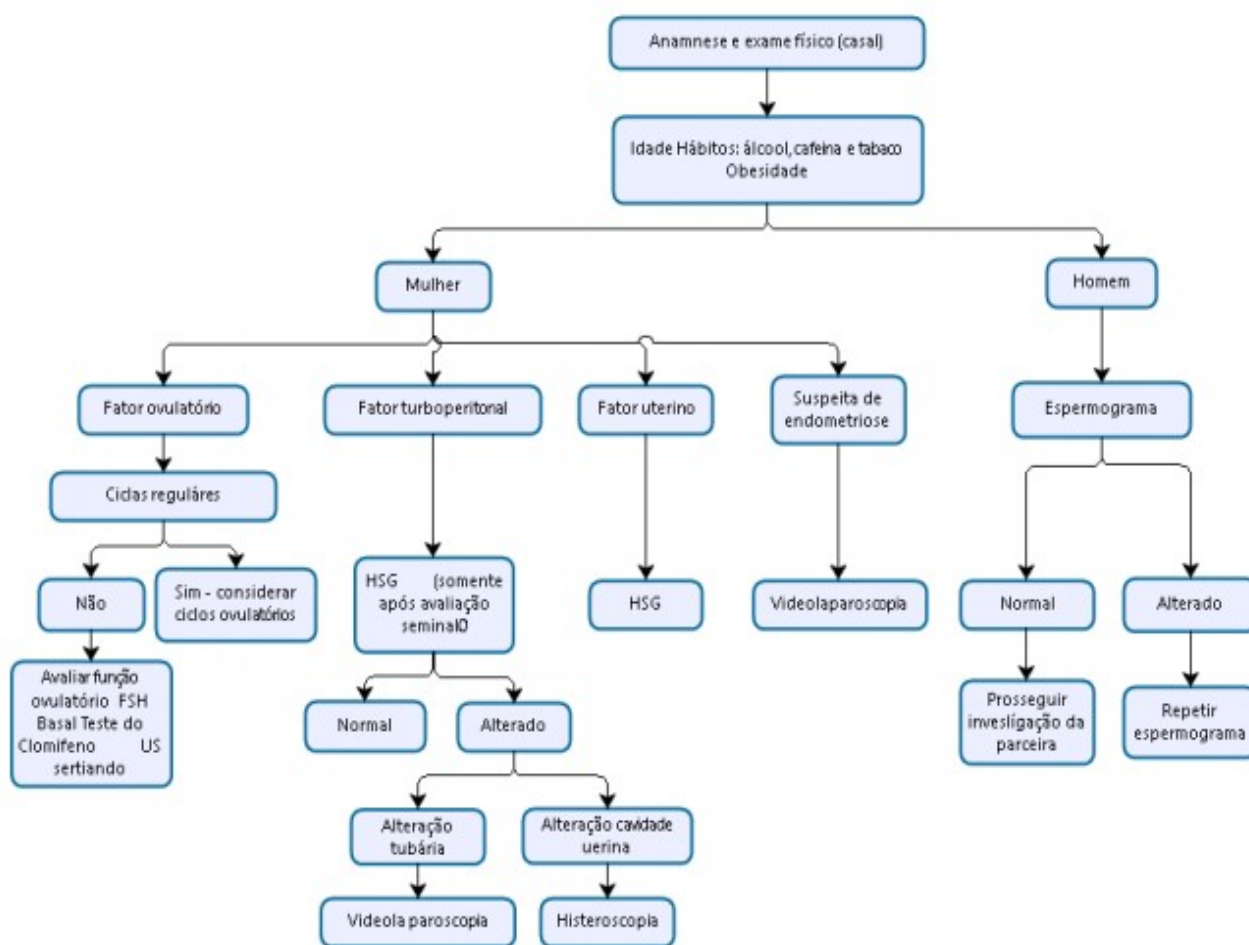 Anamnese e exame físico (casal)
Idade Hábitos: álcool, cafeina e tabaco
Obesidade
Mulher
Homem
Fator ovulatório
Fator turboperitonal
Fator uterino
Suspeita de
endometriose
Espermograma
Ciclas reguláres
Não
Sim - considerar
ciclos ovulatórios
HSG (somente
após avaliação
seminal0
HSG
Videolaparoscopia
Normal
Alterado
Avaliar função
ovulatório FSH
Basal Teste do
Clomifeno US
sertiando
Normal
Alterado
Prosseguir
investigação da
parceira
Repetir
espermograma
Alteração
tubária
Alteração cavidade
uerina
Videola paroscopia
Histeroscopia